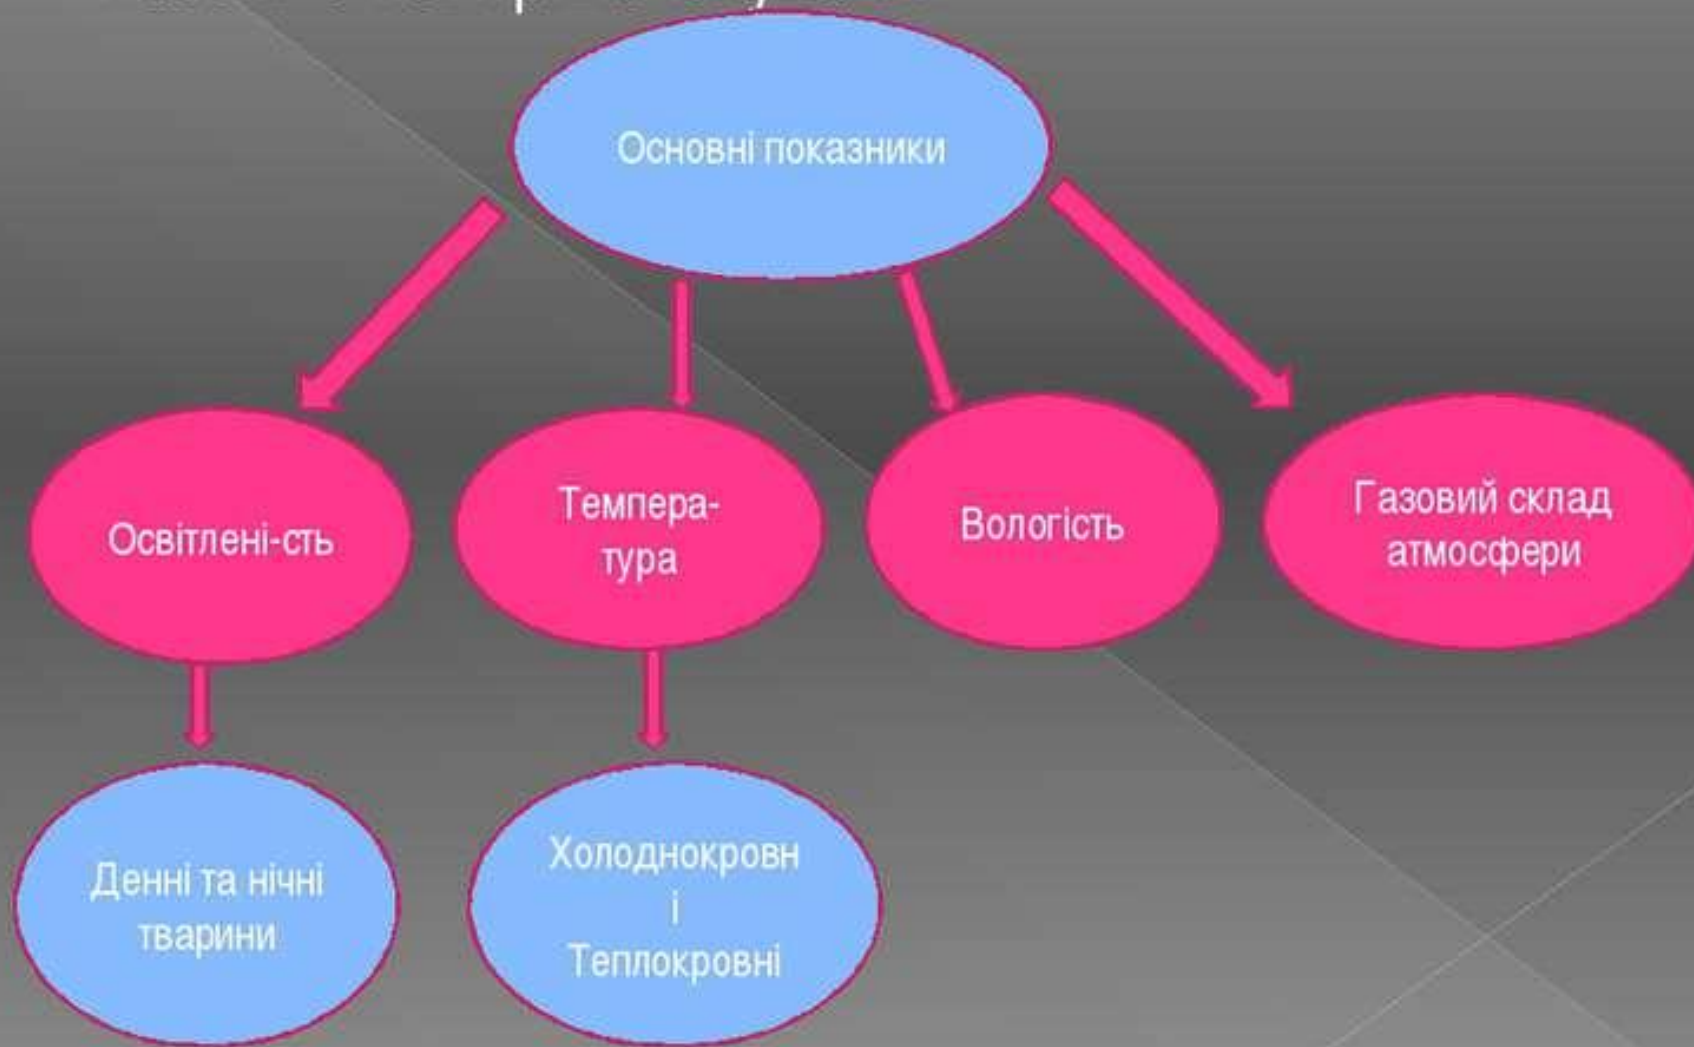 Основні показники
Освітлені-сть
Темпера-
тура
Вологість
Газовий склад
атмосфери
Денні та нічні
тварини
Холоднокровн
і
Теплокровні